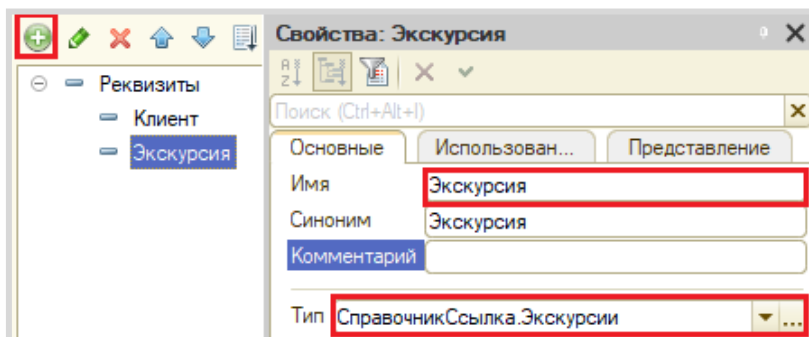 Свойства: Экскурсия
Реквизиты
Клиент
Экскурсия
Поиск (Ctrl+Alt+I)
Основные Использован... Представление
Имя Экскурсия
Синоним Экскурсия
Комментарий
Тип СправочникСсылка.Экскурсии